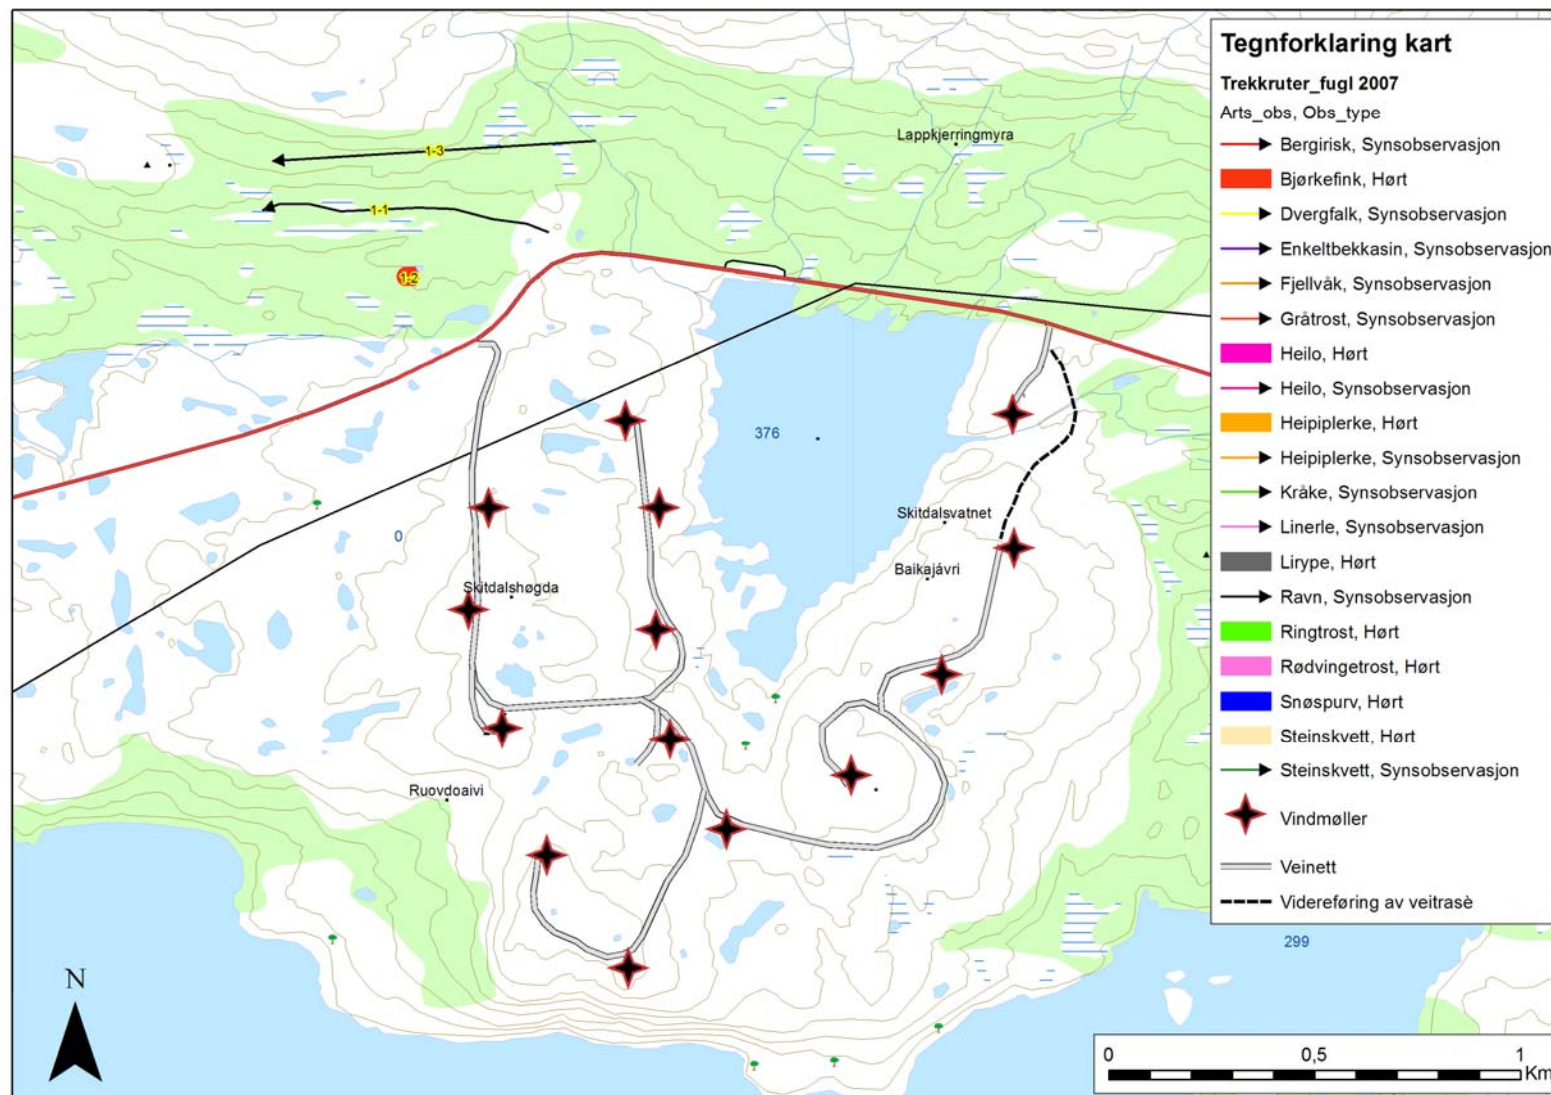 Tegnforklaring kart
Trekkruter_fugl 2007
Arts_obs, Obs_type
Bergirisk, Synsobservasjon
Bjørkefink, Hørt
Dvergfalk, Synsobservasjon
Enkeltbekkasin, Synsobservasjon
Fjellvåk, Synsobservasjon
Gråtrost, Synsobservasjon
Heilo, Hørt
Heilo, Synsobservasjon
Heipiplerke, Hørt
Heipiplerke, Synsobservasjon
Kråke, Synsobservasjon
Linerle, Synsobservasjon
Lirype, Hørt
Ravn, Synsobservasjon
Ringtrost, Hørt
Rødvingetrost, Hørt
Snøspurv, Hørt
Steinskvett, Hørt
Steinskvett, Synsobservasjon
Vindmøller
Veinett
Videreføring av veitrasè
Lappkjerringmyra
1-3
1-1
1-2
376
Skitdalsvatnet
0
Baikajávri
Skitdalshøgda
Ruovdoaivi
299
N
0 0,5 1
Km